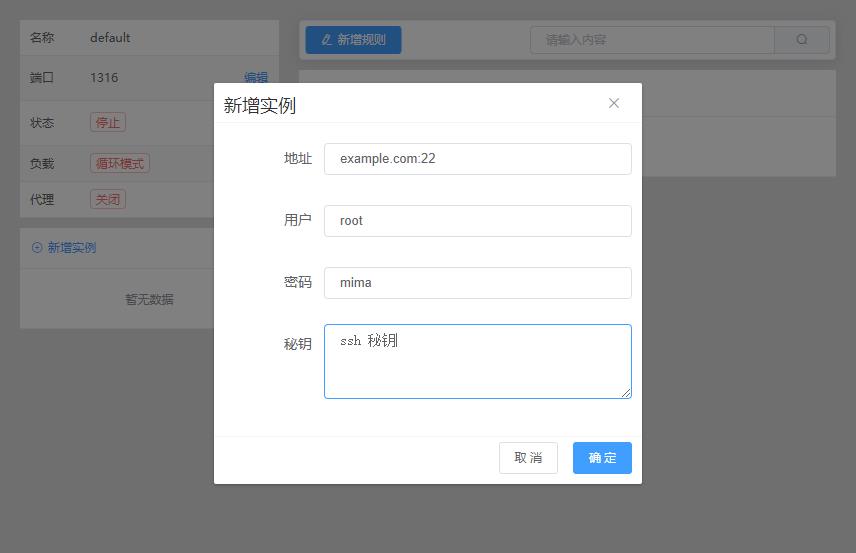 名称 default
端口 1316 编辑
状态 停止
负载 循环模式
代理 关闭
新增实例
暂无数据
新增规则
请输入内容
新增实例
地址 example.com:22
用户 root
密码 mima
秘钥 ssh 秘钥
取消 确定